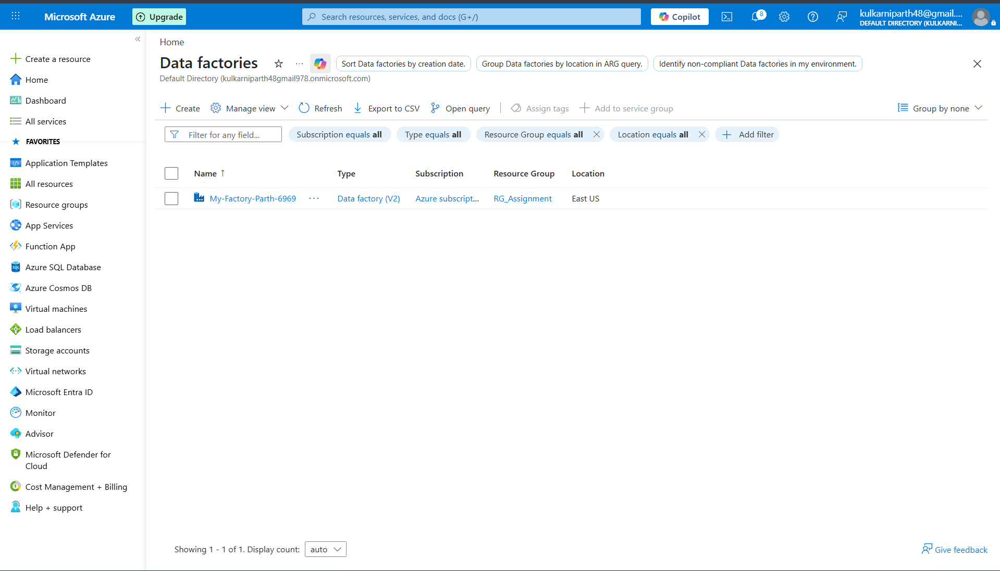 Microsoft Azure
Upgrade
Search resources, services, and docs (G+/)
Copilot
8
kulkarniparth48@gmail....
DEFAULT DIRECTORY (KULKARNI...
Create a resource
Home
Dashboard
All services
FAVORITES
Application Templates
All resources
Resource groups
App Services
Function App
Azure SQL Database
Azure Cosmos DB
Virtual machines
Load balancers
Storage accounts
Virtual networks
Microsoft Entra ID
Monitor
Advisor
Microsoft Defender for
Cloud
Cost Management + Billing
Help + support
Home
Data factories
Sort Data factories by creation date.
Group Data factories by location in ARG query.
Identify non-compliant Data factories in my environment.
Default Directory (kulkarniparth48gmail978.onmicrosoft.com)
Create
Manage view
Refresh
Export to CSV
Open query
Assign tags
Add to service group
Group by none
Filter for any field...
Subscription equals all
Type equals all
Resource Group equals all
Location equals all
Add filter
Name ↑ Type Subscription Resource Group Location
My-Factory-Parth-6969 ··· Data factory (V2) Azure subscript... RG_Assignment East US
Showing 1 - 1 of 1. Display count: auto
Give feedback